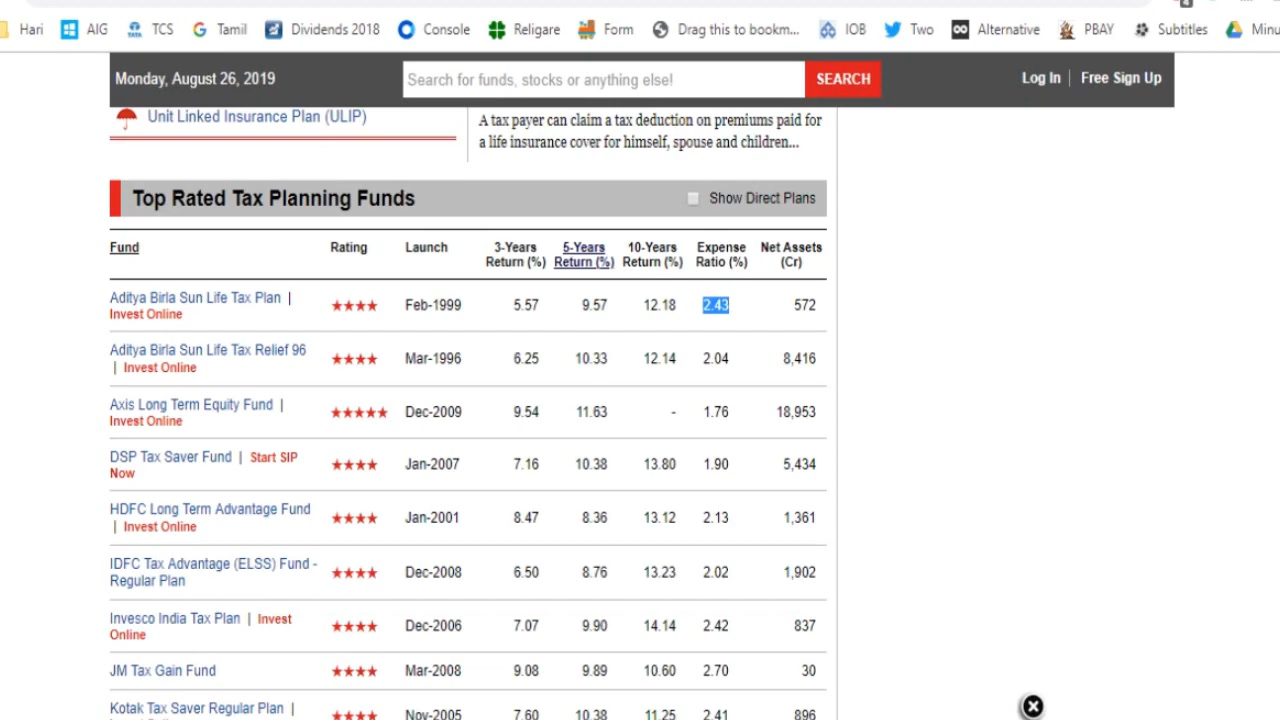 Hari AIG TCS Tamil Dividends 2018 Console Religare Form Drag this to bookm... IOB Two Alternative PBAY Subtitles Minu
Monday, August 26, 2019 Search for funds, stocks or anything else! SEARCH Log In | Free Sign Up
Unit Linked Insurance Plan (ULIP)
A tax payer can claim a tax deduction on premiums paid for
a life insurance cover for himself, spouse and children...
Top Rated Tax Planning Funds Show Direct Plans
Fund Rating Launch 3-Years Return (%) 5-Years Return (%) 10-Years Return (%) Expense Ratio (%) Net Assets (Cr)
Aditya Birla Sun Life Tax Plan |
Invest Online ★★★★ Feb-1999 5.57 9.57 12.18 2.43 572
Aditya Birla Sun Life Tax Relief 96
| Invest Online ★★★★ Mar-1996 6.25 10.33 12.14 2.04 8,416
Axis Long Term Equity Fund |
Invest Online ★★★★★ Dec-2009 9.54 11.63 - 1.76 18,953
DSP Tax Saver Fund | Start SIP
Now ★★★★ Jan-2007 7.16 10.38 13.80 1.90 5,434
HDFC Long Term Advantage Fund
| Invest Online ★★★★ Jan-2001 8.47 8.36 13.12 2.13 1,361
IDFC Tax Advantage (ELSS) Fund -
Regular Plan ★★★★ Dec-2008 6.50 8.76 13.23 2.02 1,902
Invesco India Tax Plan | Invest
Online ★★★★ Dec-2006 7.07 9.90 14.14 2.42 837
JM Tax Gain Fund ★★★★ Mar-2008 9.08 9.89 10.60 2.70 30
Kotak Tax Saver Regular Plan | ★★★★ Nov-2005 7.60 10.38 11.25 2.41 896